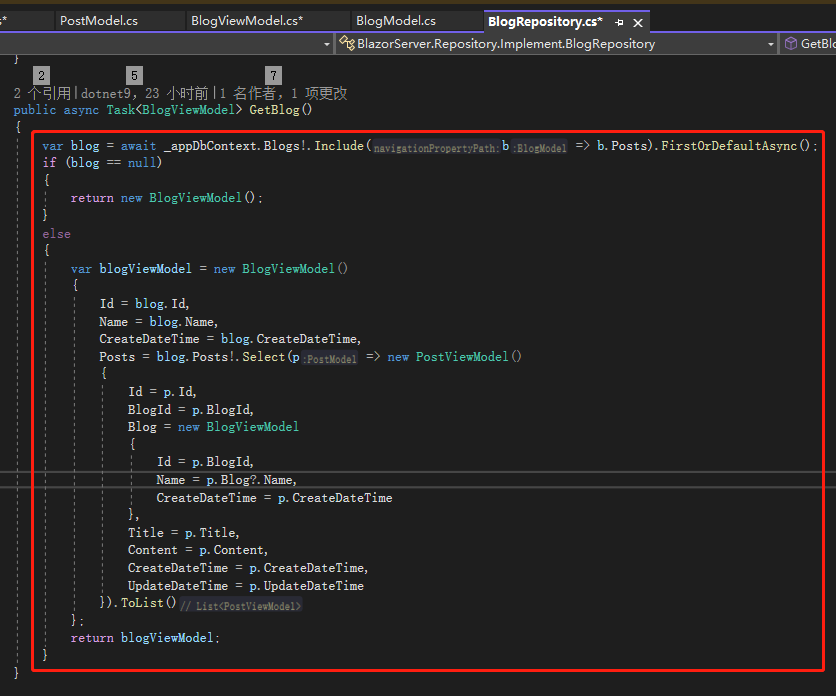 s*
PostModel.cs
BlogViewModel.cs*
BlogModel.cs
BlogRepository.cs*
BlazorServer.Repository.Implement.BlogRepository
GetBlo
}
2 5 7
2 个引用|dotnet9, 23 小时前|1 名作者, 1 项更改
public async Task<BlogViewModel> GetBlog()
{
var blog = await _appDbContext.Blogs!.Include(navigationPropertyPath:b:BlogModel => b.Posts).FirstOrDefaultAsync();
if (blog == null)
{
return new BlogViewModel();
}
else
{
var blogViewModel = new BlogViewModel()
{
Id = blog.Id,
Name = blog.Name,
CreateDateTime = blog.CreateDateTime,
Posts = blog.Posts!.Select(p:PostModel => new PostViewModel()
{
Id = p.Id,
BlogId = p.BlogId,
Blog = new BlogViewModel
{
Id = p.BlogId,
Name = p.Blog?.Name,
CreateDateTime = p.CreateDateTime
},
Title = p.Title,
Content = p.Content,
CreateDateTime = p.CreateDateTime,
UpdateDateTime = p.UpdateDateTime
}).ToList() // List<PostViewModel>
};
return blogViewModel;
}
}